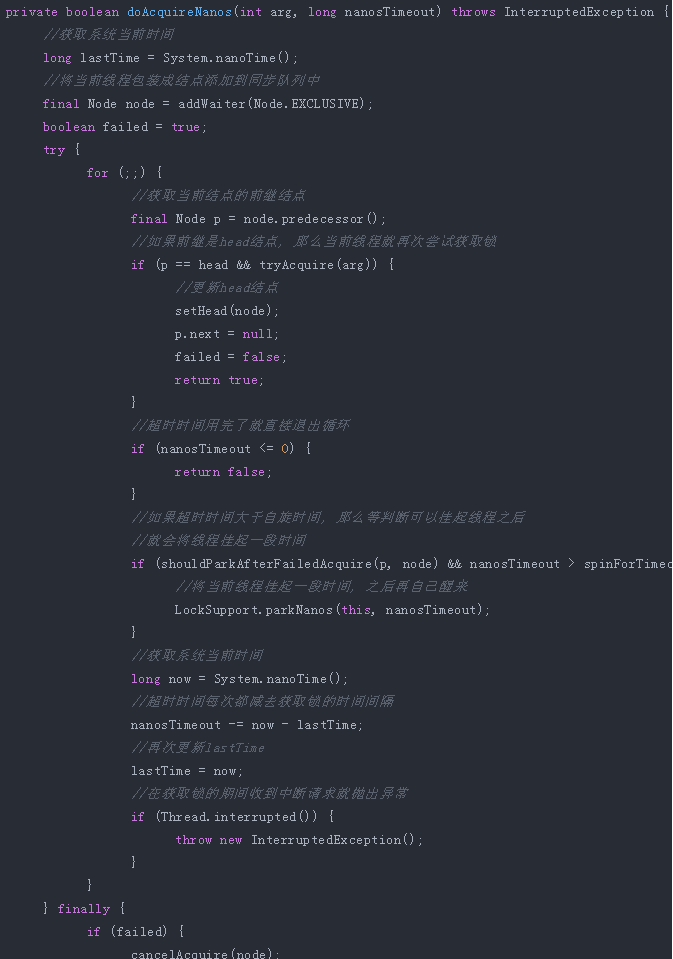 private boolean doAcquireNanos(int arg, long nanosTimeout) throws InterruptedException {
//获取系统当前时间
long lastTime = System.nanoTime();
//将当前线程包装成结点添加到同步队列中
final Node node = addWaiter(Node.EXCLUSIVE);
boolean failed = true;
try {
for (;;) {
//获取当前结点的前继结点
final Node p = node.predecessor();
//如果前继是head结点, 那么当前线程就再次尝试获取锁
if (p == head && tryAcquire(arg)) {
//更新head结点
setHead(node);
p.next = null;
failed = false;
return true;
}
//超时时间用完了就直接退出循环
if (nanosTimeout <= 0) {
return false;
}
//如果超时时间大于自旋时间, 那么等判断可以挂起线程之后
//就会将线程挂起一段时间
if (shouldParkAfterFailedAcquire(p, node) && nanosTimeout > spinForTimeo
//将当前线程挂起一段时间, 之后再自己醒来
LockSupport.parkNanos(this, nanosTimeout);
}
//获取系统当前时间
long now = System.nanoTime();
//超时时间每次都减去获取锁的时间间隔
nanosTimeout -= now - lastTime;
//再次更新lastTime
lastTime = now;
//在获取锁的期间收到中断请求就抛出异常
if (Thread.interrupted()) {
throw new InterruptedException();
}
}
} finally {
if (failed) {
cancelAcquire(node);